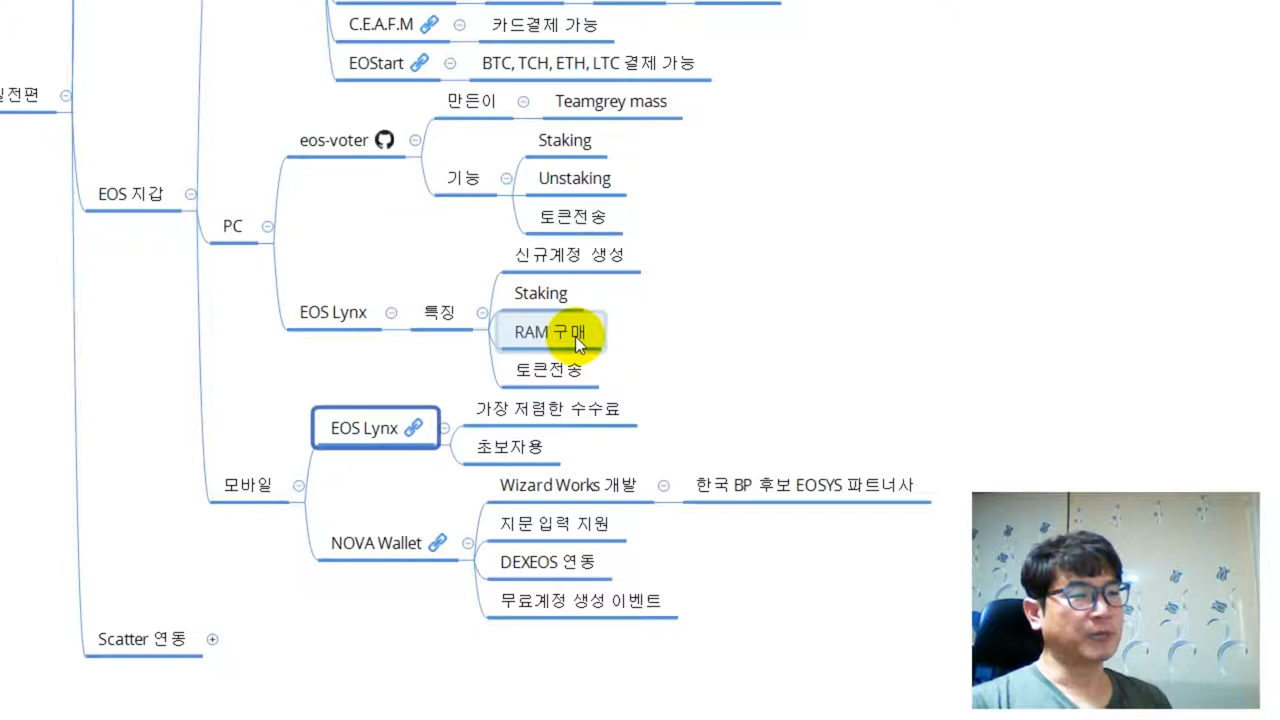 C.E.A.F.M
카드결제 가능
EOStart
BTC, TCH, ETH, LTC 결제 가능
일전편
만든이
Teamgrey mass
eos-voter
Staking
기능
Unstaking
EOS 지갑
토큰전송
PC
신규계정 생성
Staking
EOS Lynx
특징
RAM 구매
토큰전송
가장 저렴한 수수료
EOS Lynx
초보자용
모바일
Wizard Works 개발
한국 BP 후보 EOSYS 파트너사
지문 입력 지원
NOVA Wallet
DEXEOS 연동
무료계정 생성 이벤트
Scatter 연동